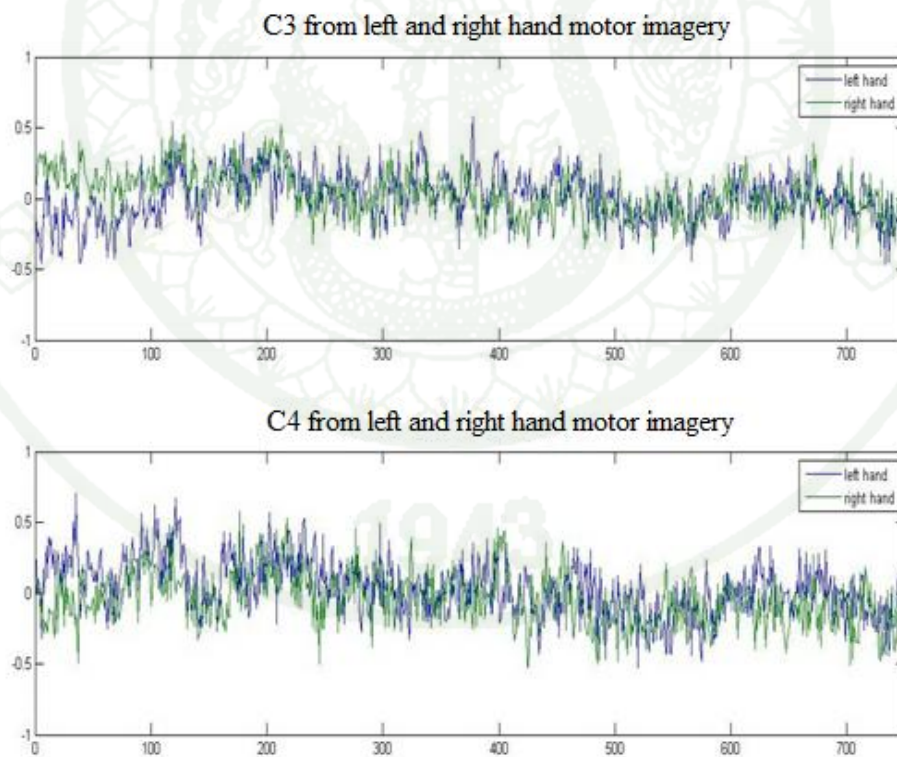 C3 from left and right hand motor imagery
1
left hand
right hand
0.5
0
-0.5
-1
0 100 200 300 400 500 600 700
C4 from left and right hand motor imagery
1
left hand
right hand
0.5
1943
0
-0.5
-1
0 100 200 300 400 500 600 700